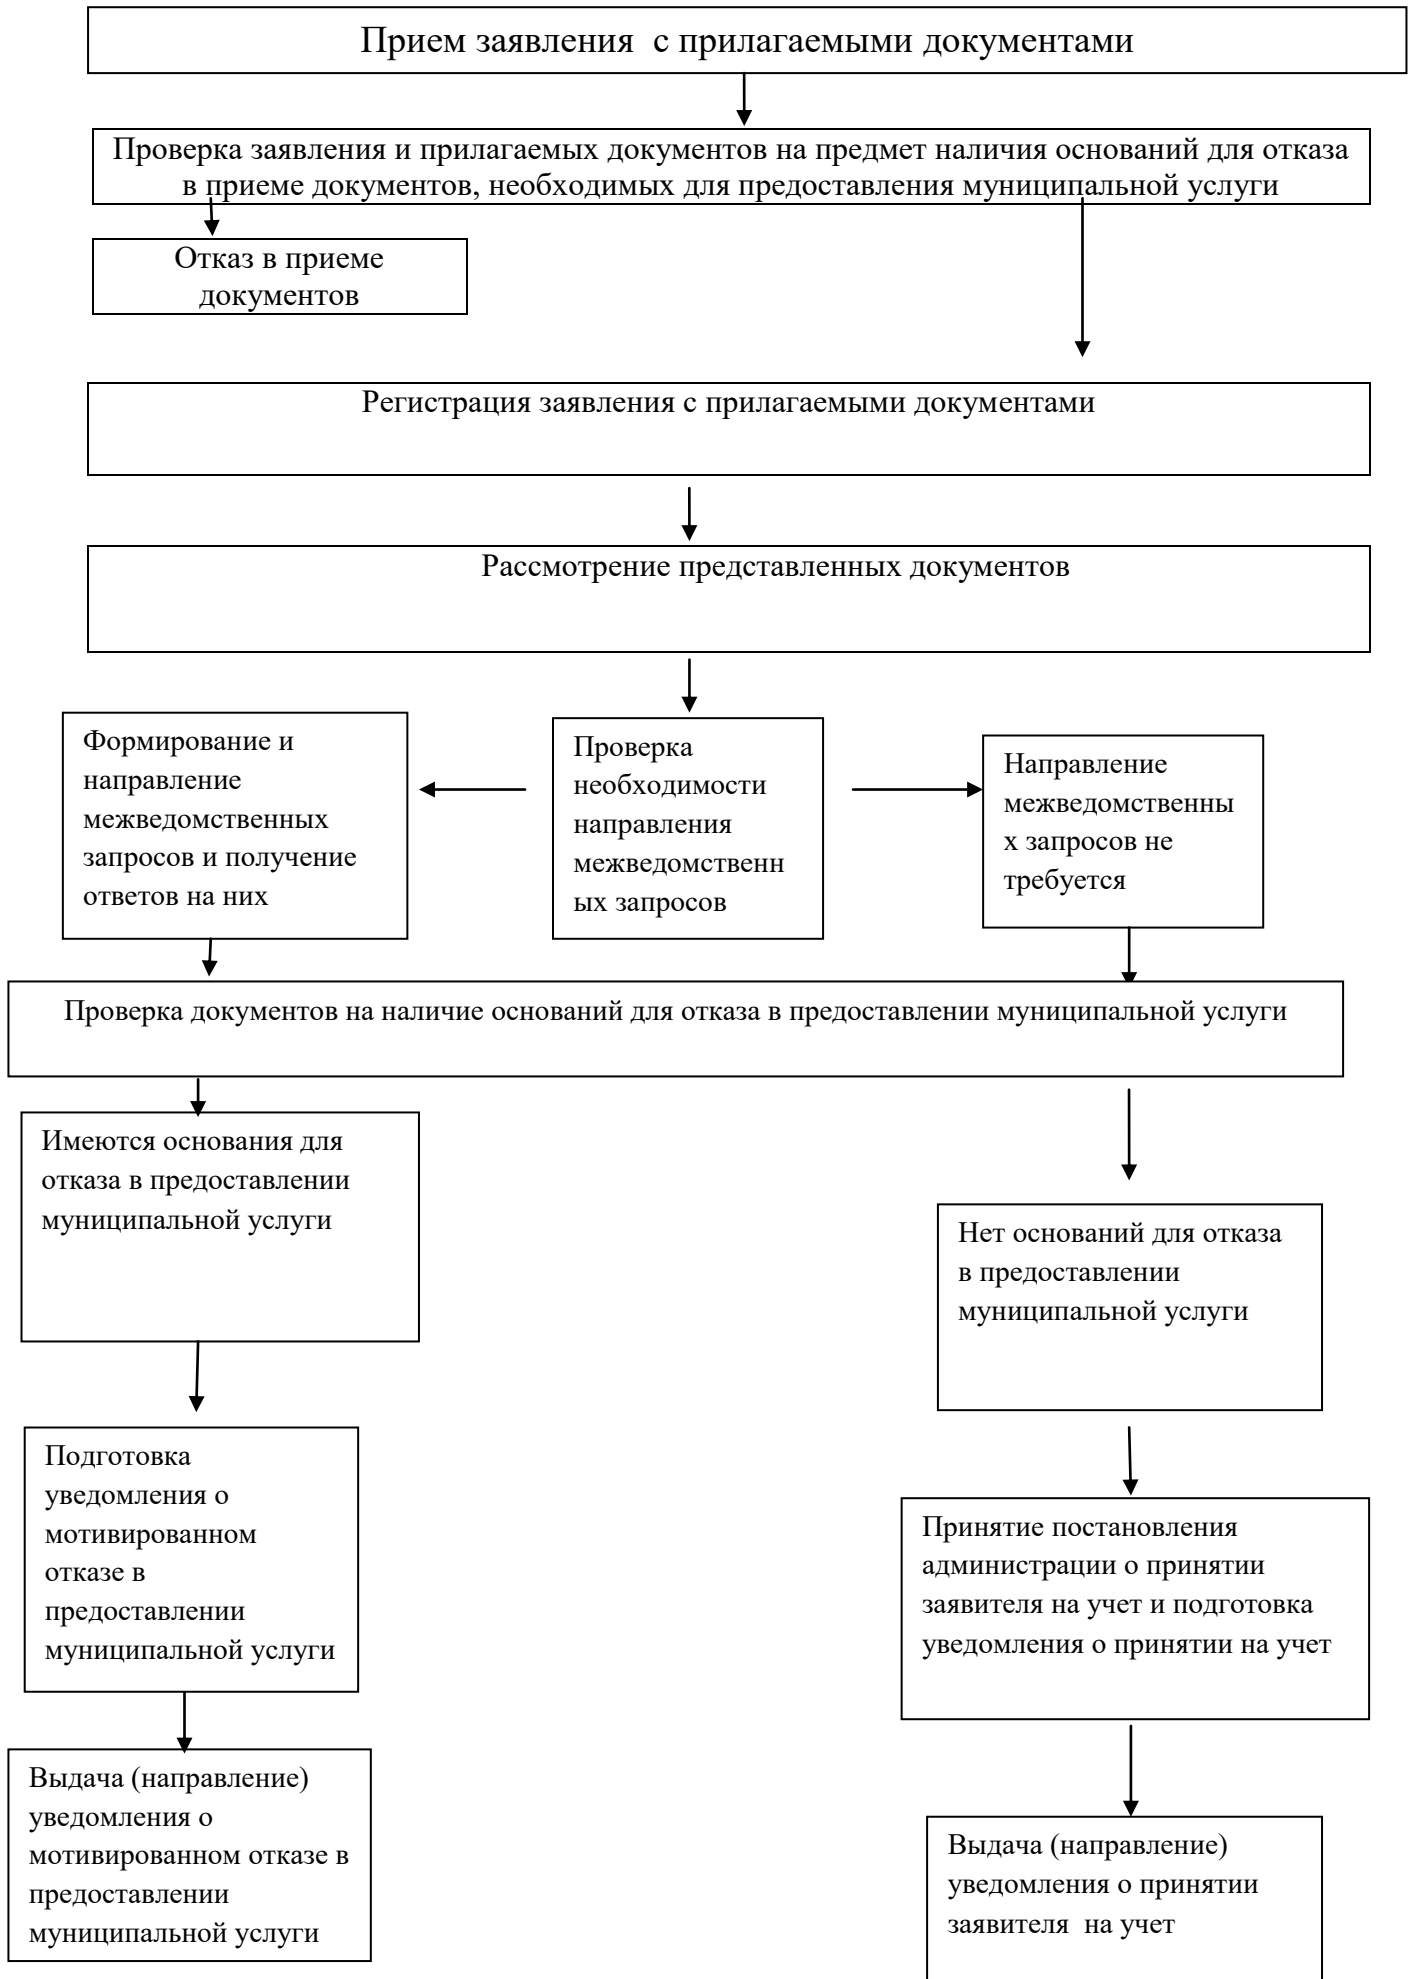 Прием заявления  с прилагаемыми документами
Проверка заявления и прилагаемых документов на предмет наличия оснований для отказа
в приеме документов, необходимых для предоставления муниципальной услуги
Отказ в приеме
документов
Регистрация заявления с прилагаемыми документами
Рассмотрение представленных документов
Формирование и
направление
межведомственных
запросов и получение
ответов на них
Проверка
необходимости
направления
межведомственн
ых запросов
Направление
межведомственны
х запросов не
требуется
Проверка документов на наличие оснований для отказа в предоставлении муниципальной услуги
Имеются основания для
отказа в предоставлении
муниципальной услуги
Нет оснований для отказа
в предоставлении
муниципальной услуги
Подготовка
уведомления о
мотивированном
отказе в
предоставлении
муниципальной услуги
Принятие постановления
администрации о принятии
заявителя на учет и подготовка
уведомления о принятии на учет
Выдача (направление)
уведомления о
мотивированном отказе в
предоставлении
муниципальной услуги
Выдача (направление)
уведомления о принятии
заявителя  на учет